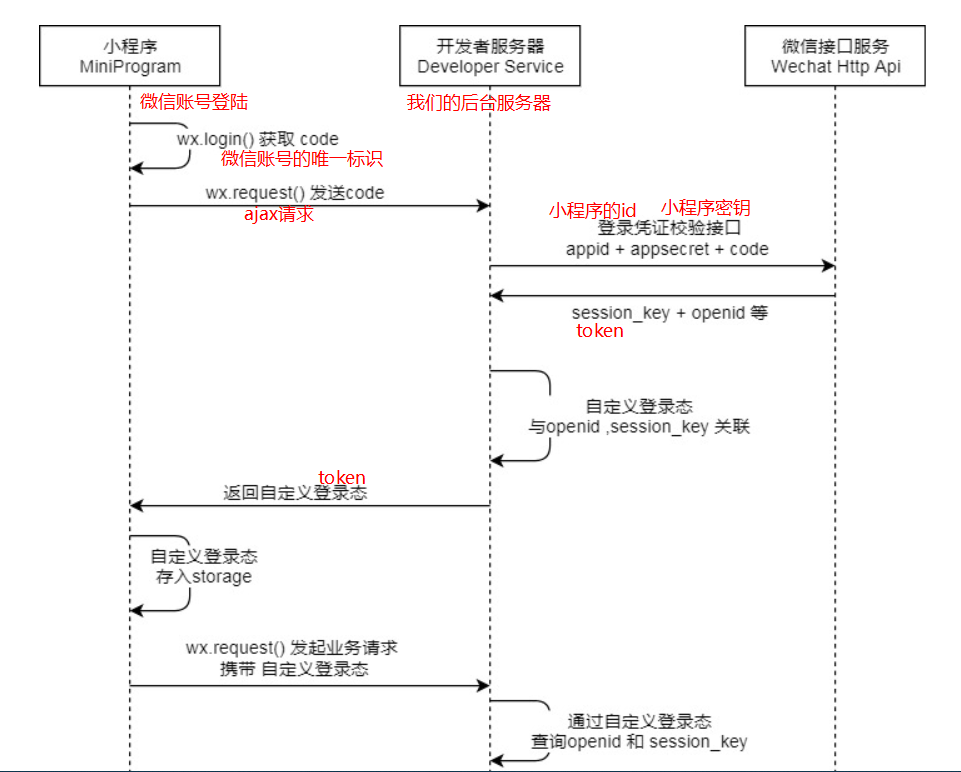 小程序
MiniProgram
开发者服务器
Developer Service
微信接口服务
Wechat Http Api
微信账号登陆
我们的后台服务器
wx.login() 获取 code
微信账号的唯一标识
wx.request() 发送code
ajax请求
小程序的id
小程序密钥
登录凭证校验接口
appid + appsecret + code
session_key + openid 等
token
自定义登录态
与openid ,session_key 关联
token
返回自定义登录态
自定义登录态
存入storage
wx.request() 发起业务请求
携带 自定义登录态
通过自定义登录态
查询openid 和 session_key